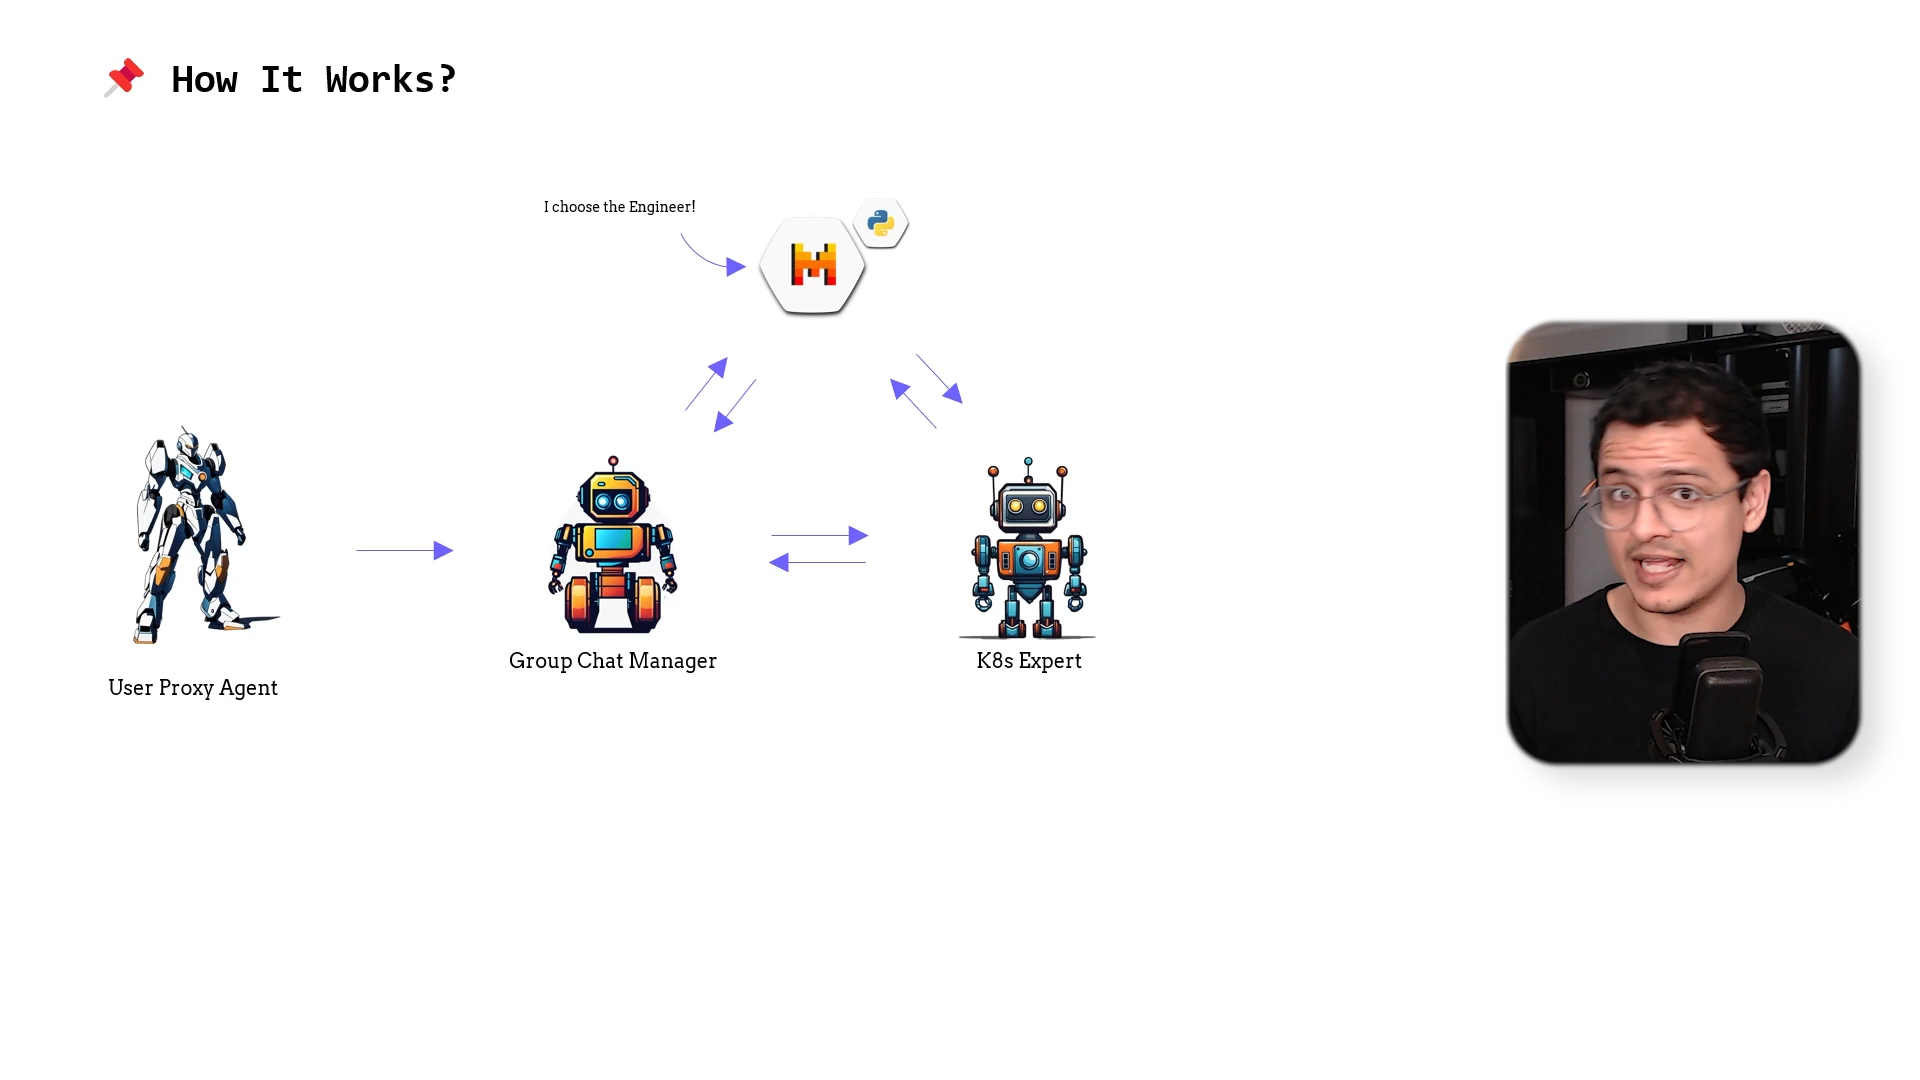 How It Works?
I choose the Engineer!
Group Chat Manager
K8s Expert
User Proxy Agent